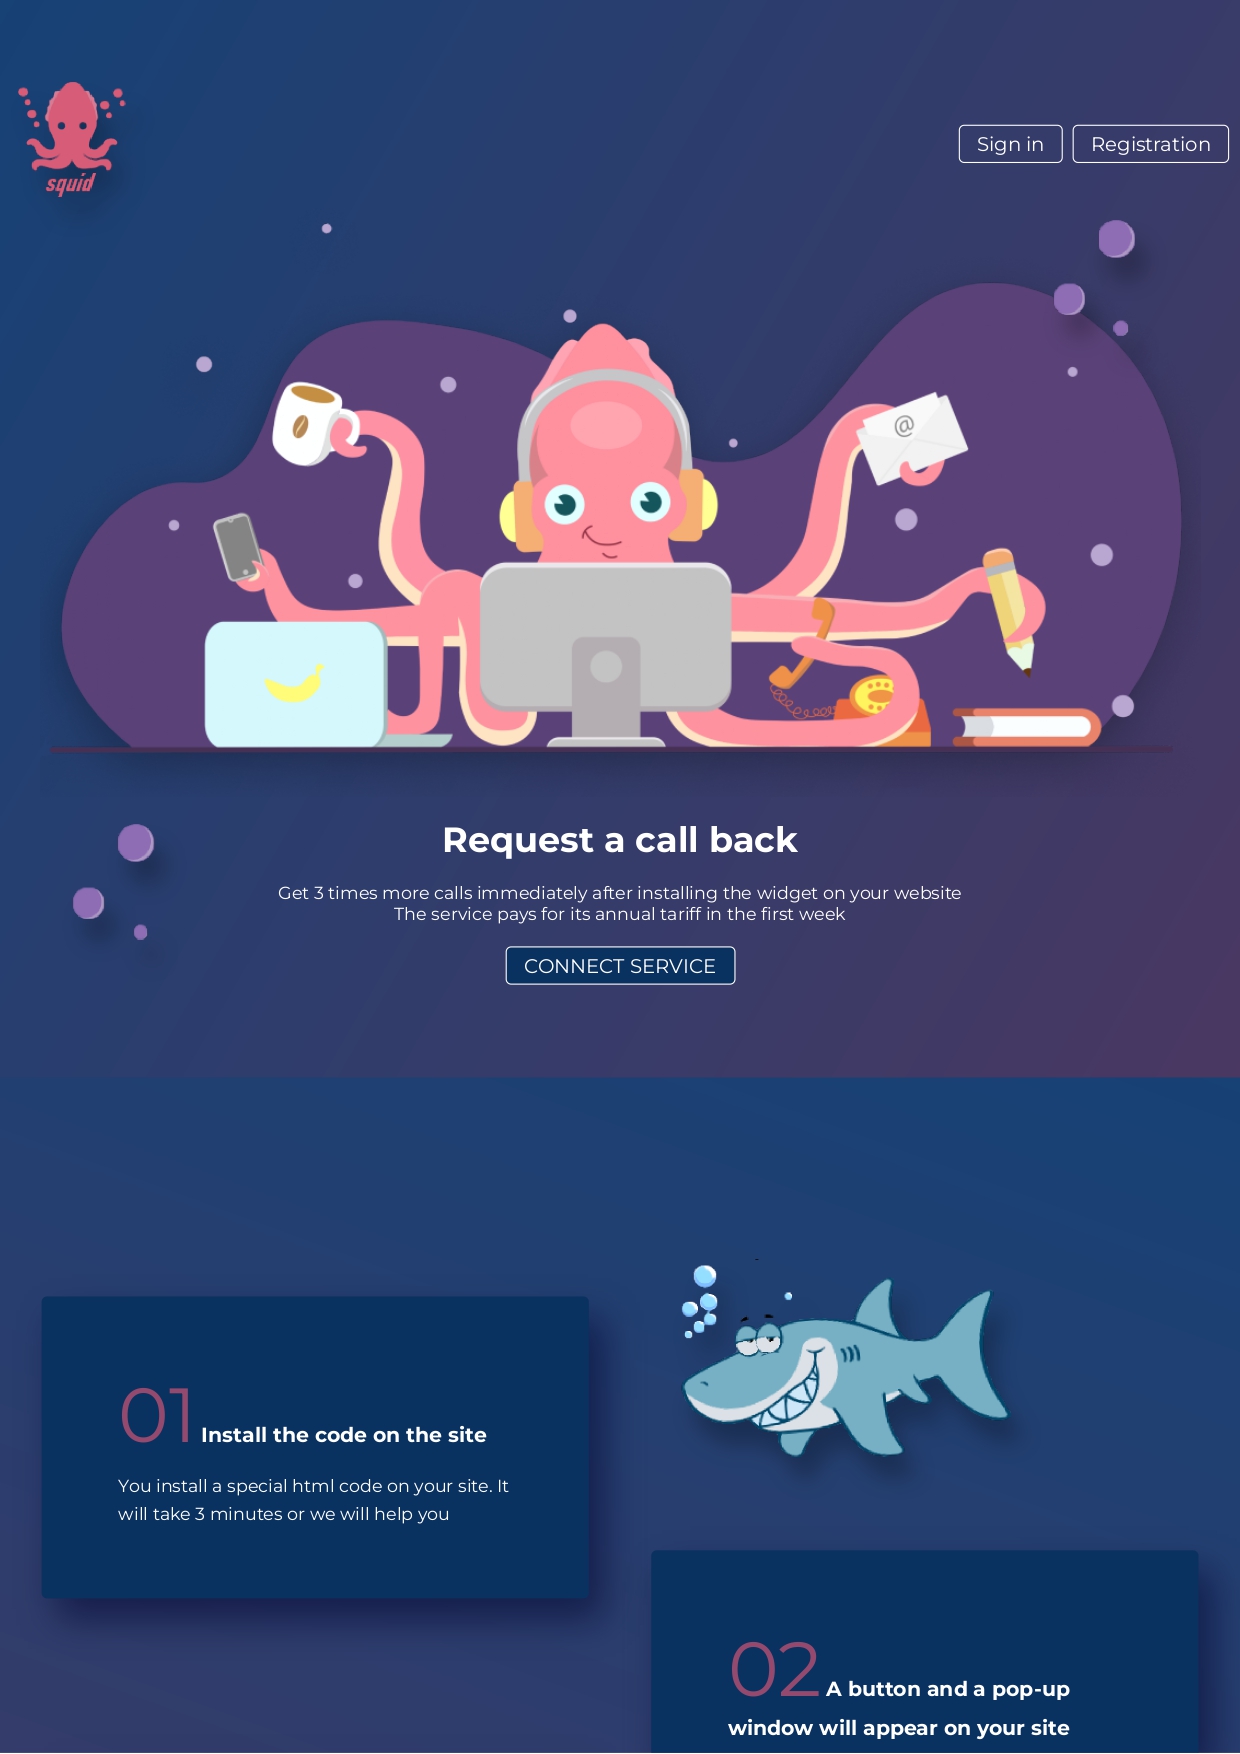 squid
Sign in
Registration
@
Request a call back
Get 3 times more calls immediately after installing the widget on your website
The service pays for its annual tariff in the first week
CONNECT SERVICE
01 Install the code on the site
You install a special html code on your site. It
will take 3 minutes or we will help you
02 A button and a pop-up
window will appear on your site